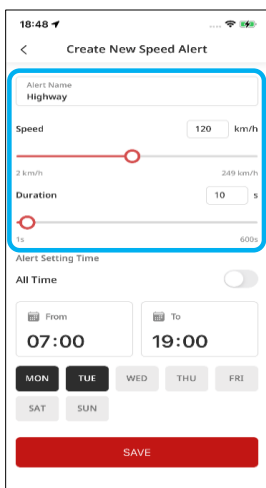 18:48
Create New Speed Alert
Alert Name
Highway
Speed 120 km/h
2 km/h 249 km/h
Duration 10 s
1s 600s
Alert Setting Time
All Time
From To
07:00 19:00
MON TUE WED THU FRI
SAT SUN
SAVE